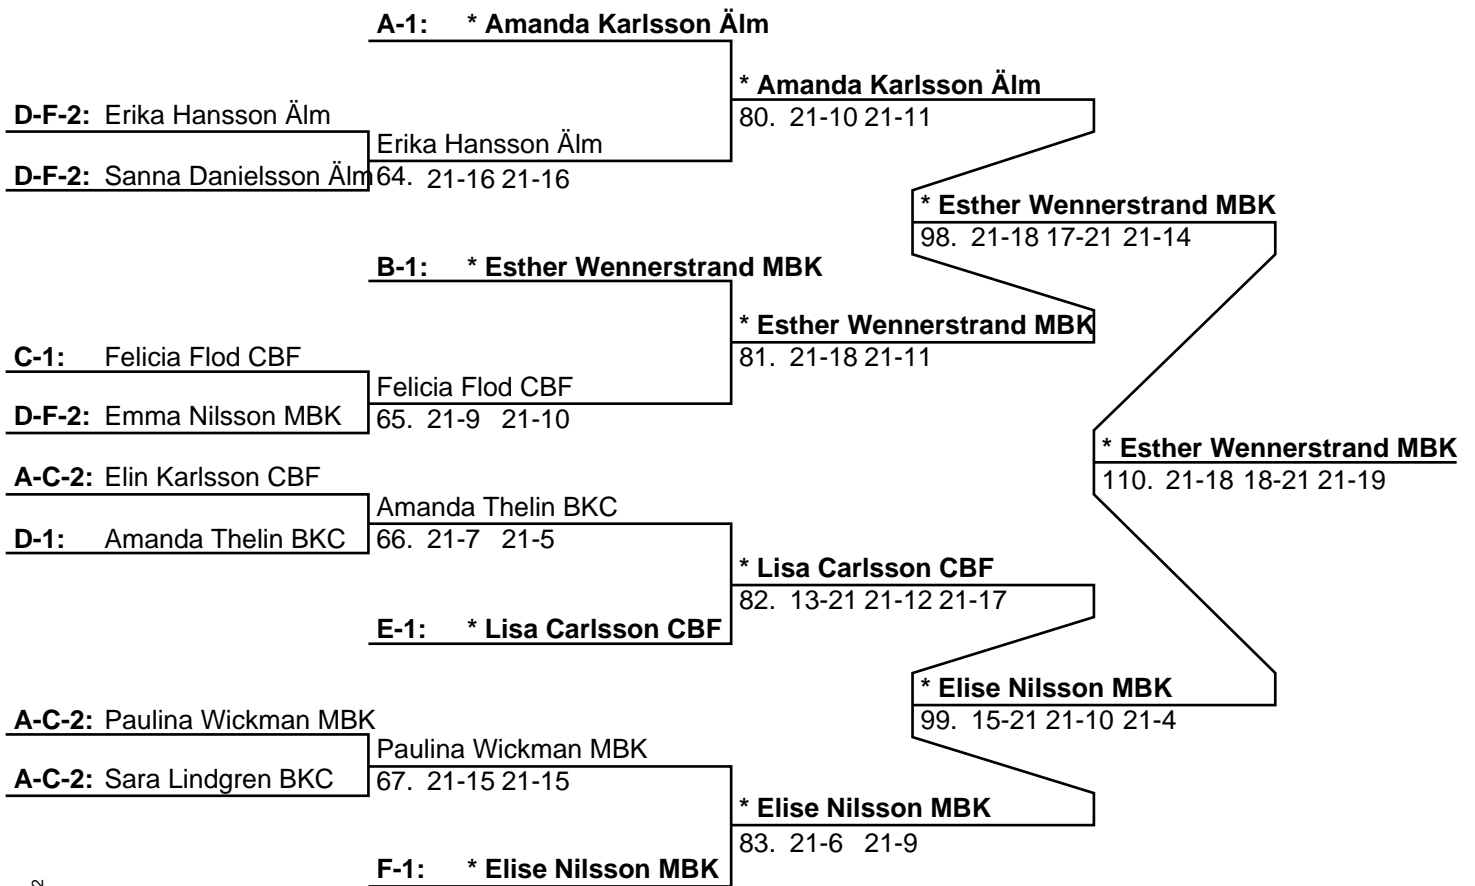 A-1: * Amanda Karlsson Älm
* Amanda Karlsson Älm
80. 21-10 21-11
D-F-2: Erika Hansson Älm
Erika Hansson Älm
D-F-2: Sanna Danielsson Älm
64. 21-16 21-16
* Esther Wennerstrand MBK
98. 21-18 17-21 21-14
B-1: * Esther Wennerstrand MBK
* Esther Wennerstrand MBK
81. 21-18 21-11
C-1: Felicia Flod CBF
Felicia Flod CBF
D-F-2: Emma Nilsson MBK
65. 21-9 21-10
* Esther Wennerstrand MBK
110. 21-18 18-21 21-19
A-C-2: Elin Karlsson CBF
Amanda Thelin BKC
D-1: Amanda Thelin BKC
66. 21-7 21-5
* Lisa Carlsson CBF
82. 13-21 21-12 21-17
E-1: * Lisa Carlsson CBF
* Elise Nilsson MBK
99. 15-21 21-10 21-4
A-C-2: Paulina Wickman MBK
Paulina Wickman MBK
A-C-2: Sara Lindgren BKC
67. 21-15 21-15
* Elise Nilsson MBK
83. 21-6 21-9
F-1: * Elise Nilsson MBK
2